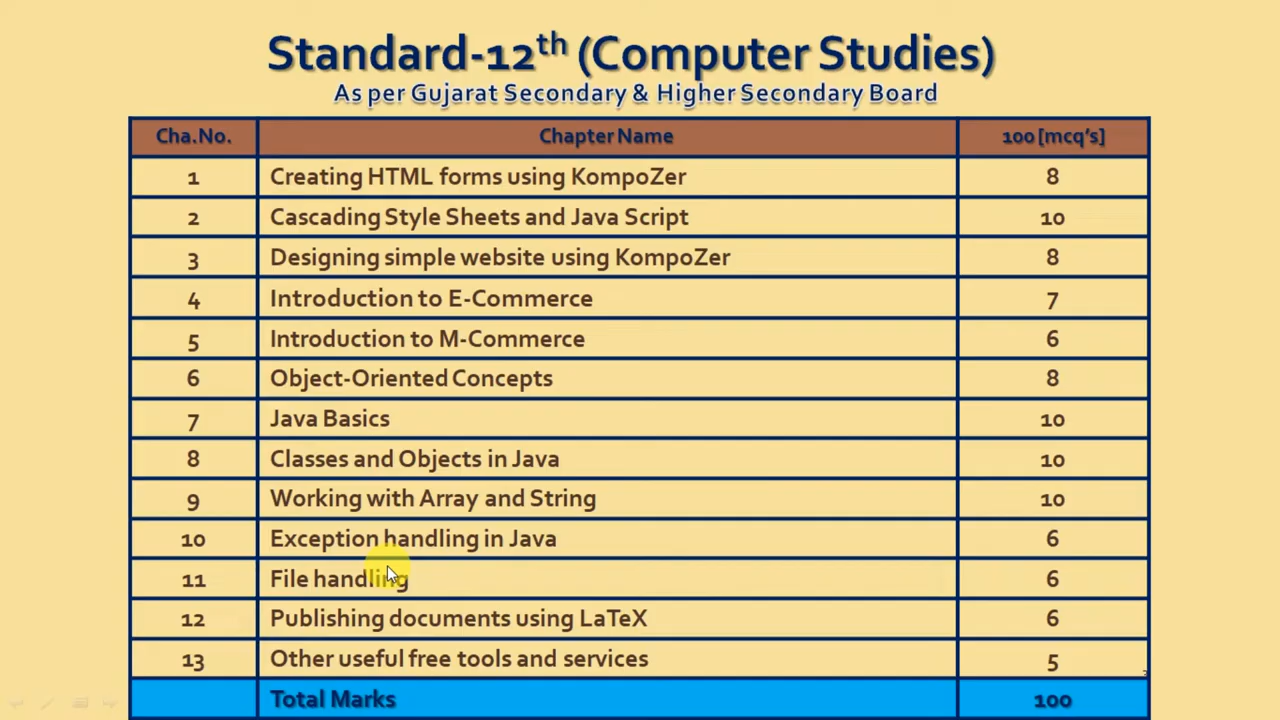 Standard-12th (Computer Studies)
As per Gujarat Secondary & Higher Secondary Board
Cha.No. Chapter Name 100 [mcq's]
1 Creating HTML forms using KompoZer 8
2 Cascading Style Sheets and Java Script 10
3 Designing simple website using KompoZer 8
4 Introduction to E-Commerce 7
5 Introduction to M-Commerce 6
6 Object-Oriented Concepts 8
7 Java Basics 10
8 Classes and Objects in Java 10
9 Working with Array and String 10
10 Exception handling in Java 6
11 File handling 6
12 Publishing documents using LaTeX 6
13 Other useful free tools and services 5
Total Marks 100